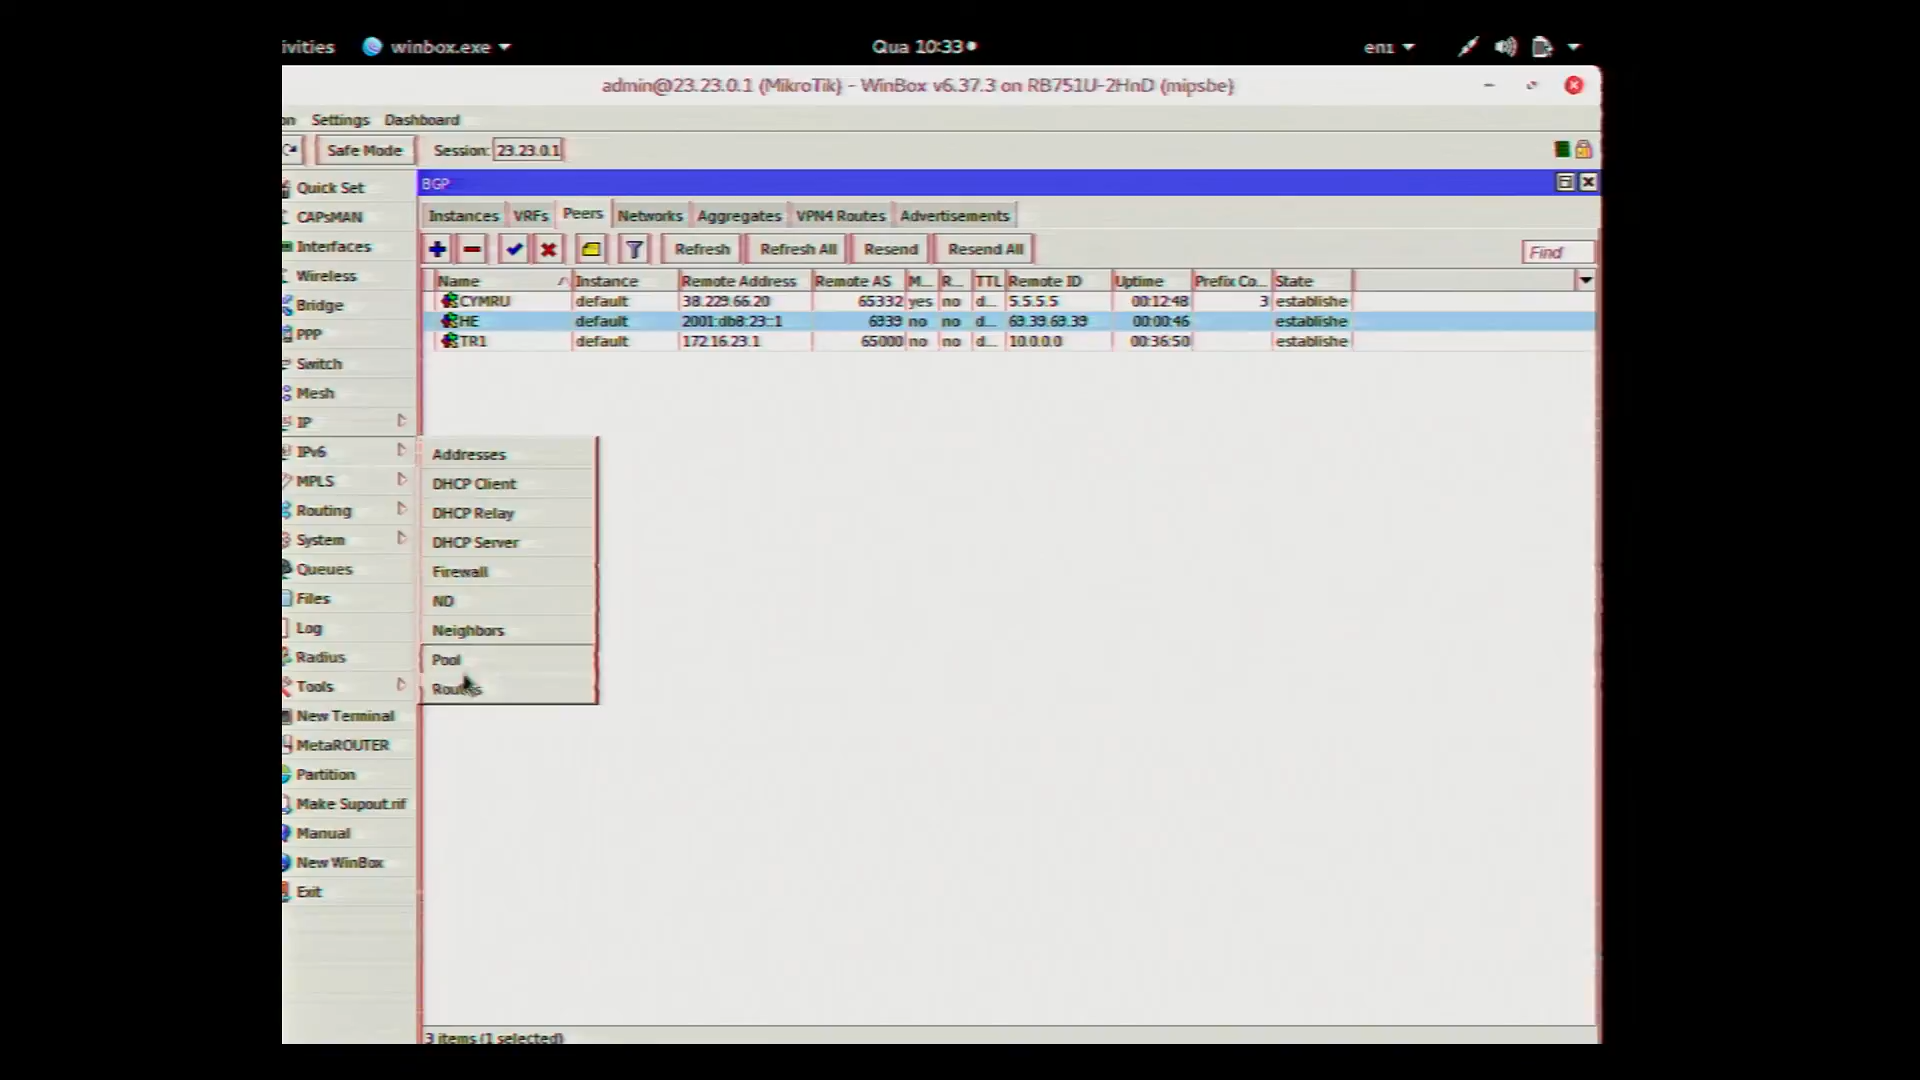 ivities winbox.exe Qua 10:33 en1
admin@23.23.0.1 (MikroTik) - WinBox v6.37.3 on RB751U-2HnD (mipsbe)
on Settings Dashboard
Safe Mode Session: 23.23.0.1
BGP
Instances VRFs Peers Networks Aggregates VPN4 Routes Advertisements
Refresh Refresh All Resend Resend All Find
Name Instance Remote Address Remote AS M... R... TTL Remote ID Uptime Prefix Co... State
CYMRU default 38.229.66.20 65332 yes no d... 5.5.5.5 00:12:48 3 establishe
HE default 2001:db8:23::1 6939 no no d... 69.39.69.39 00:00:46 establishe
TR1 default 172.16.23.1 65000 no no d... 10.0.0.0 00:36:50 establishe
Quick Set
CAPsMAN
Interfaces
Wireless
Bridge
PPP
Switch
Mesh
IP
IPv6
MPLS
Routing
System
Queues
Files
Log
Radius
Tools
New Terminal
MetaROUTER
Partition
Make Supout.rif
Manual
New WinBox
Exit
Addresses
DHCP Client
DHCP Relay
DHCP Server
Firewall
ND
Neighbors
Pool
Routes
3 items (1 selected)